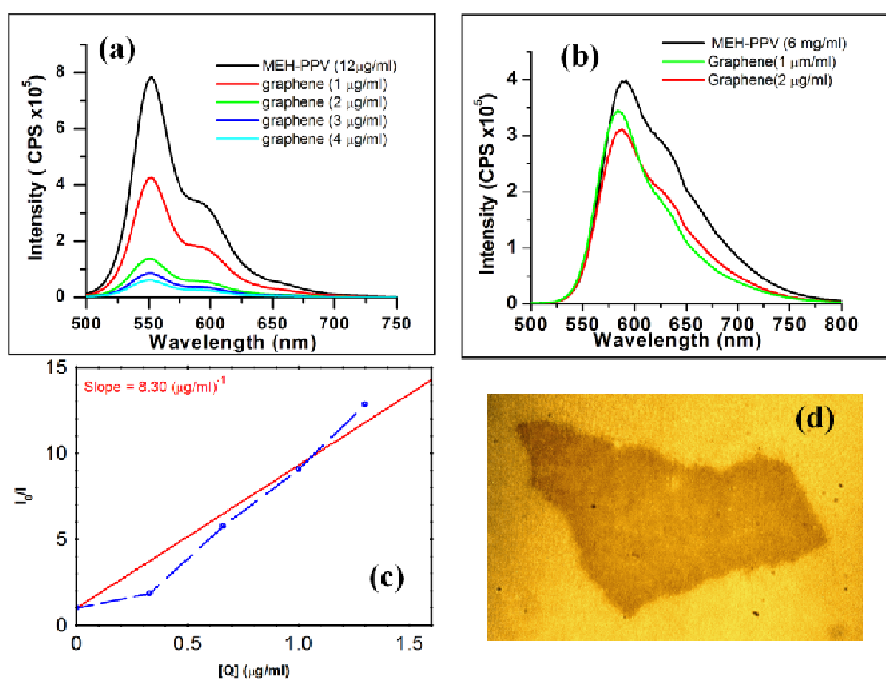 (a)
MEH-PPV (12μg/ml)
graphene (1 μg/ml)
graphene (2 μg/ml)
graphene (3 μg/ml)
graphene (4 μg/ml)
8
6
4
2
0
Intensity ( CPS x10⁵)
500 550 600 650 700 750
Wavelength (nm)
(b)
MEH-PPV (6 mg/ml)
Graphene(1 μm/ml)
Graphene(2 μg/ml)
4
3
2
1
0
Intensity (CPS x10⁵)
500 550 600 650 700 750 800
Wavelength (nm)
Slope = 8.30 (μg/ml)⁻¹
15
10
5
0
I₀/I
(c)
0 0.5 1.0 1.5
[Q] (μg/ml)
(d)